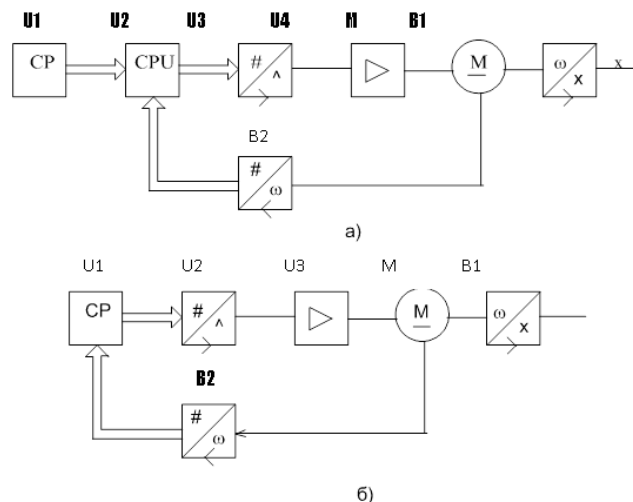 U1 U2 U3 U4 M B1
CP CPU # ^ M ω x x
B2
# ω
а)
U1 U2 U3 M B1
CP # ^ M ω x
B2
# ω
б)